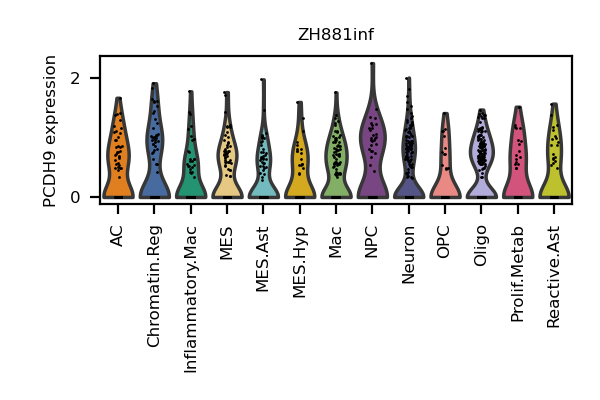 ZH881inf
PCDH9 expression
2
0
AC
Chromatin.Reg
Inflammatory.Mac
MES
MES.Ast
MES.Hyp
Mac
NPC
Neuron
OPC
Oligo
Prolif.Metab
Reactive.Ast